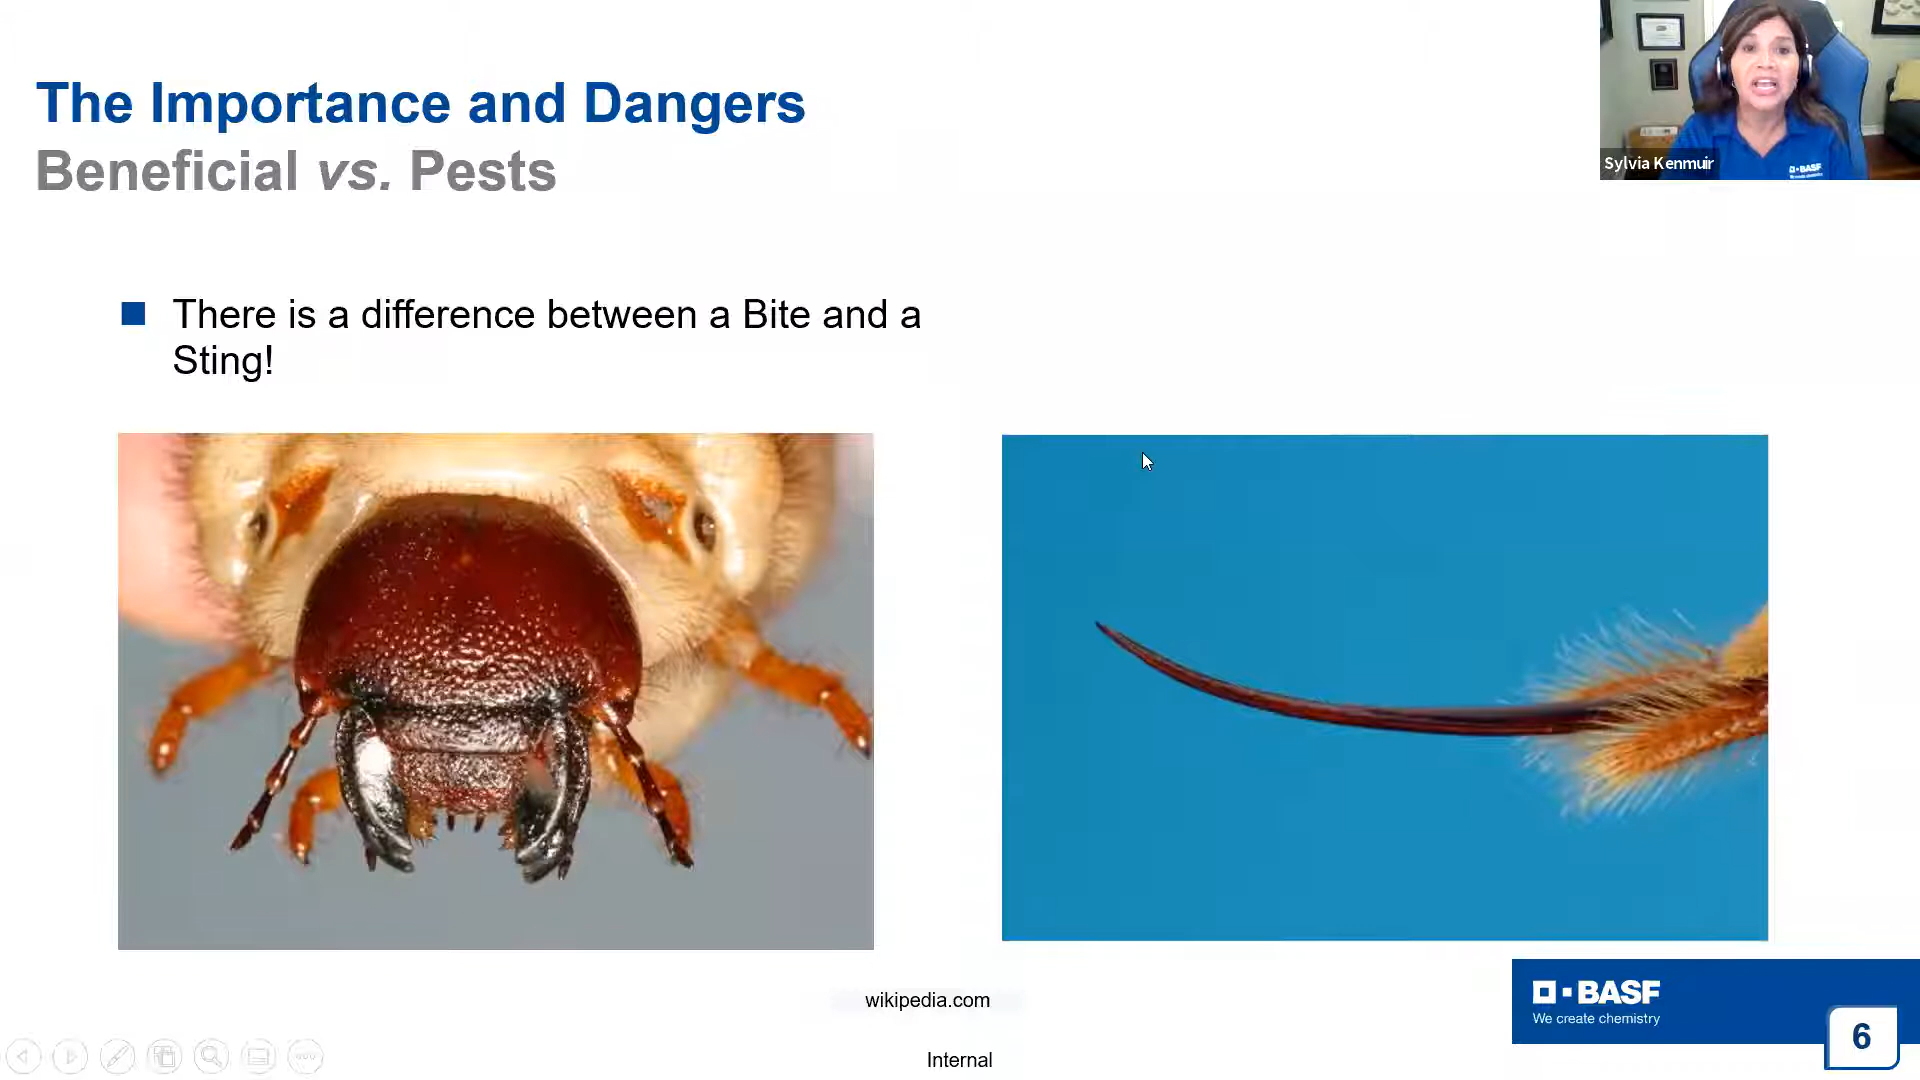 The Importance and Dangers
Beneficial vs. Pests
Sylvia Kenmuir
BASF
There is a difference between a Bite and a
Sting!
wikipedia.com
BASF
We create chemistry
6
Internal